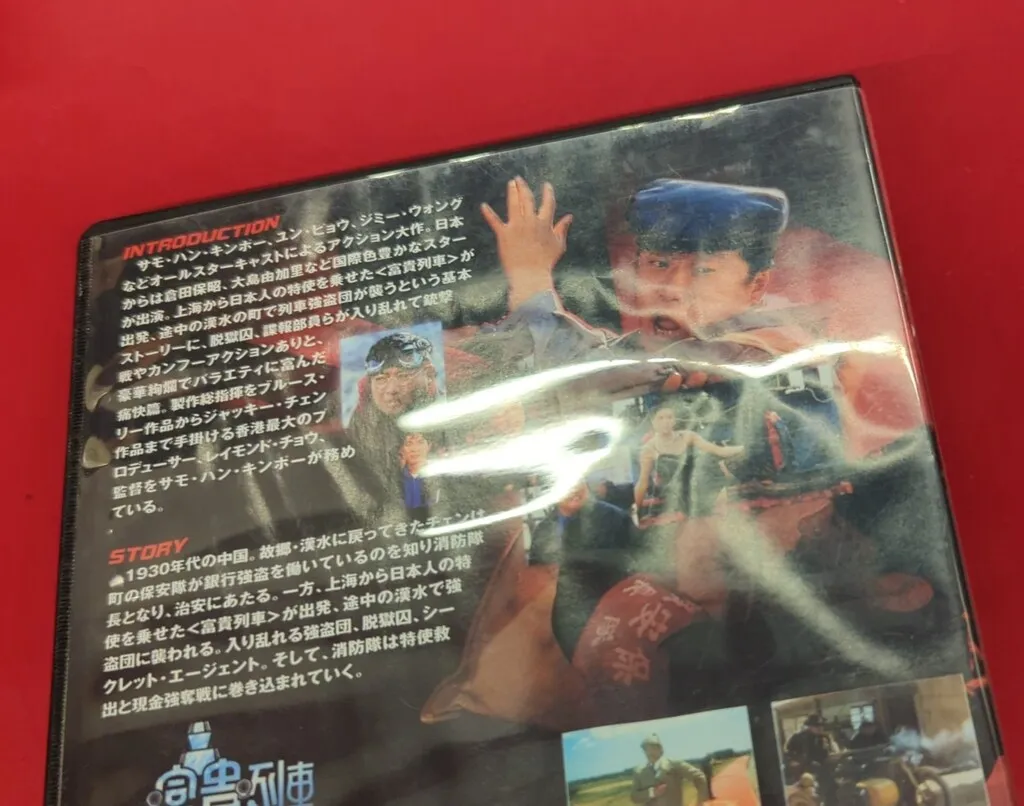 INTRODUCTION
サモ・ハン・キンポー、ユン・ピョウ、ジミー・ウォング
などオールスターキャストによるアクション大作。日本
からは倉田保昭、大島由加里など国際色豊かなスター
が出演。上海から日本人の特使を乗せた<富貴列車>が
出発、途中の漢水の町で列車強盗団が襲うという基本
ストーリーに、脱獄囚、諜報部員らが入り乱れて銃撃
戦やカンフーアクションありと、
豪華絢爛でバラエティに富んだ
痛快篇。製作総指揮をブルース・
リー作品からジャッキー・チェン
作品まで手掛ける香港最大のプ
ロデューサー、レイモンド・チョウ、
監督をサモ・ハン・キンポーが務め
ている。
STORY
1930年代の中国。故郷・漢水に戻ってきたチェンは
町の保安隊が銀行強盗を働いているのを知り消防隊
長となり、治安にあたる。一方、上海から日本人の特
使を乗せた<富貴列車>が出発、途中の漢水で強
盗団に襲われる。入り乱れる強盗団、脱獄囚、シー
クレット・エージェント。そして、消防隊は特使救
出と現金強奪戦に巻き込まれていく。
富貴列車